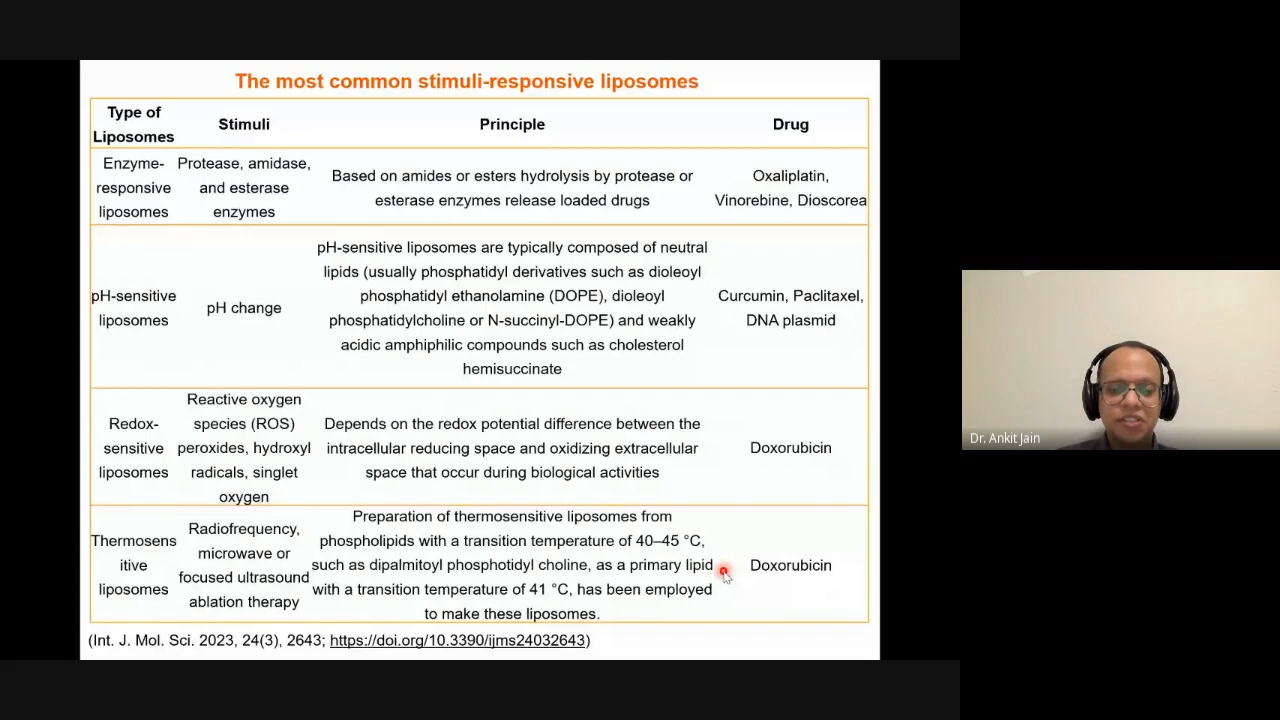 The most common stimuli-responsive liposomes
Type of
Liposomes
Stimuli
Principle
Drug
Enzyme-
responsive
liposomes
Protease, amidase,
and esterase
enzymes
Based on amides or esters hydrolysis by protease or
esterase enzymes release loaded drugs
Oxaliplatin,
Vinorebine, Dioscorea
pH-sensitive
liposomes
pH change
pH-sensitive liposomes are typically composed of neutral
lipids (usually phosphatidyl derivatives such as dioleoyl
phosphatidyl ethanolamine (DOPE), dioleoyl
phosphatidylcholine or N-succinyl-DOPE) and weakly
acidic amphiphilic compounds such as cholesterol
hemisuccinate
Curcumin, Paclitaxel,
DNA plasmid
Redox-
sensitive
liposomes
Reactive oxygen
species (ROS)
peroxides, hydroxyl
radicals, singlet
oxygen
Depends on the redox potential difference between the
intracellular reducing space and oxidizing extracellular
space that occur during biological activities
Doxorubicin
Thermosens
itive
liposomes
Radiofrequency,
microwave or
focused ultrasound
ablation therapy
Preparation of thermosensitive liposomes from
phospholipids with a transition temperature of 40–45 °C,
such as dipalmitoyl phosphotidyl choline, as a primary lipid
with a transition temperature of 41 °C, has been employed
to make these liposomes.
Doxorubicin
(Int. J. Mol. Sci. 2023, 24(3), 2643; https://doi.org/10.3390/ijms24032643)
Dr. Ankit Jain